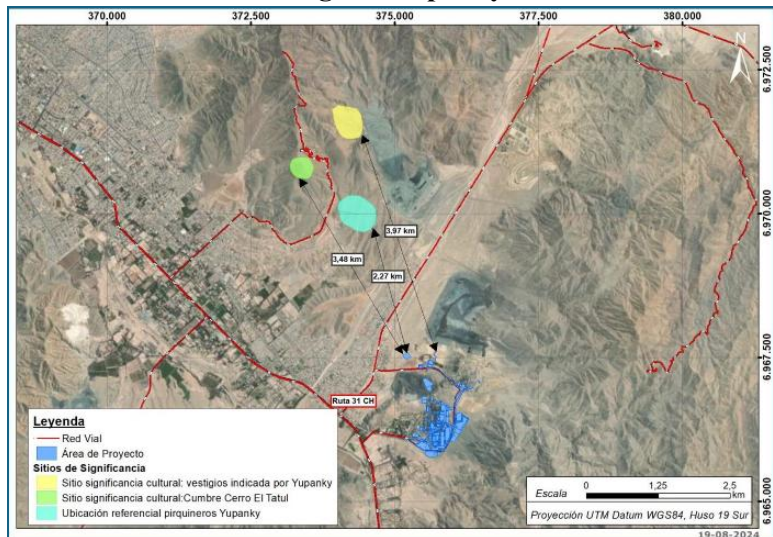 370.000
372.500
375.000
377.500
380.000
N
6.972.500
6.970.000
6.967.500
6.965.000
3,97 km
3,48 km
2,27 km
Ruta 31 CH
Leyenda
Red Vial
Área de Proyecto
Sitios de Significancia
Sitio significancia cultural: vestigios indicada por Yupanky
Sitio significancia cultural:Cumbre Cerro El Tatul
Ubicación referencial pirquineros Yupanky
Escala
0 1,25 2,5
km
Proyección UTM Datum WGS84, Huso 19 Sur
19-08-2024